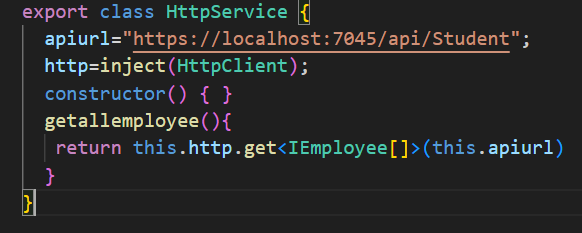 export class HttpService {
apiurl="https://localhost:7045/api/Student";
http=inject(HttpClient);
constructor() { }
getallemployee(){
return this.http.get<IEmployee[]>(this.apiurl)
}
}